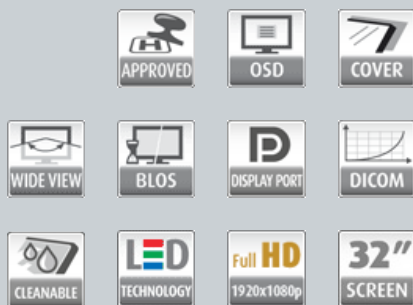 H
APPROVED
OSD
COVER
WIDE VIEW
BLOS
D
DISPLAY PORT
DICOM
CLEANABLE
LED
TECHNOLOGY
Full HD
1920x1080p
32"
SCREEN